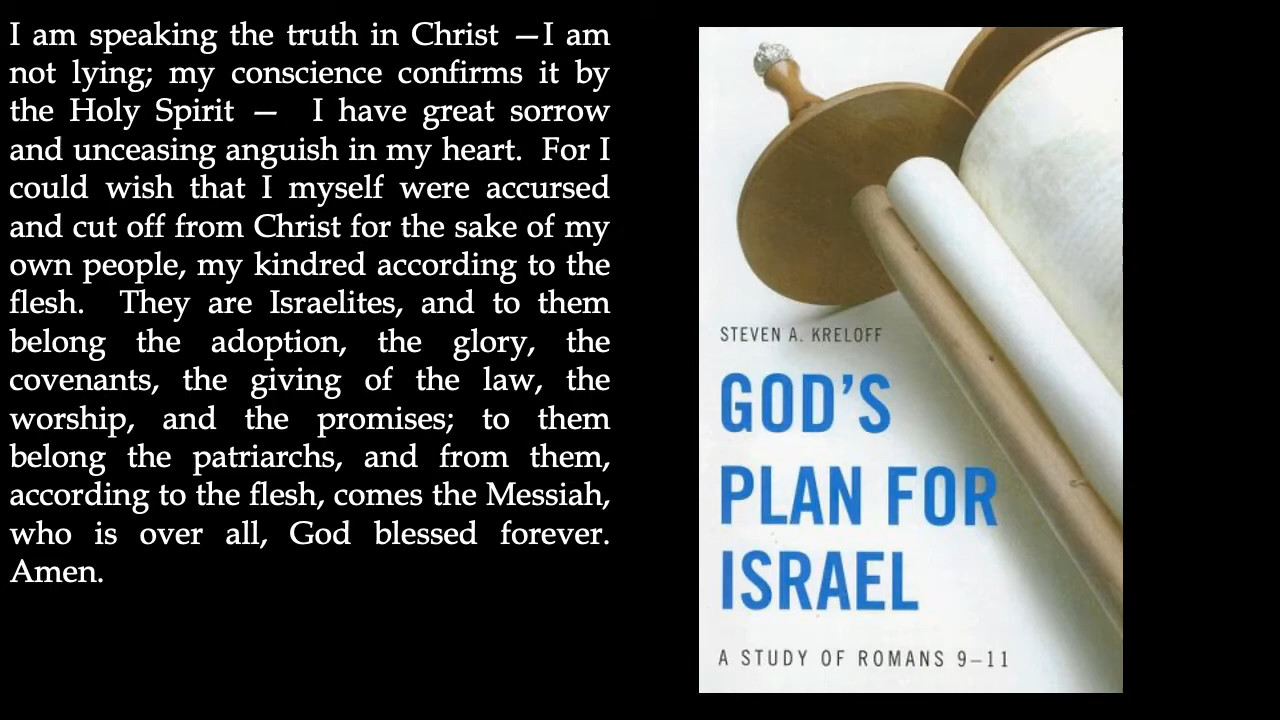 I am speaking the truth in Christ —I am
not lying; my conscience confirms it by
the Holy Spirit — I have great sorrow
and unceasing anguish in my heart. For I
could wish that I myself were accursed
and cut off from Christ for the sake of my
own people, my kindred according to the
flesh. They are Israelites, and to them
belong the adoption, the glory, the
covenants, the giving of the law, the
worship, and the promises; to them
belong the patriarchs, and from them,
according to the flesh, comes the Messiah,
who is over all, God blessed forever.
Amen.
STEVEN A. KRELOFF
GOD'S
PLAN FOR
ISRAEL
A STUDY OF ROMANS 9–11